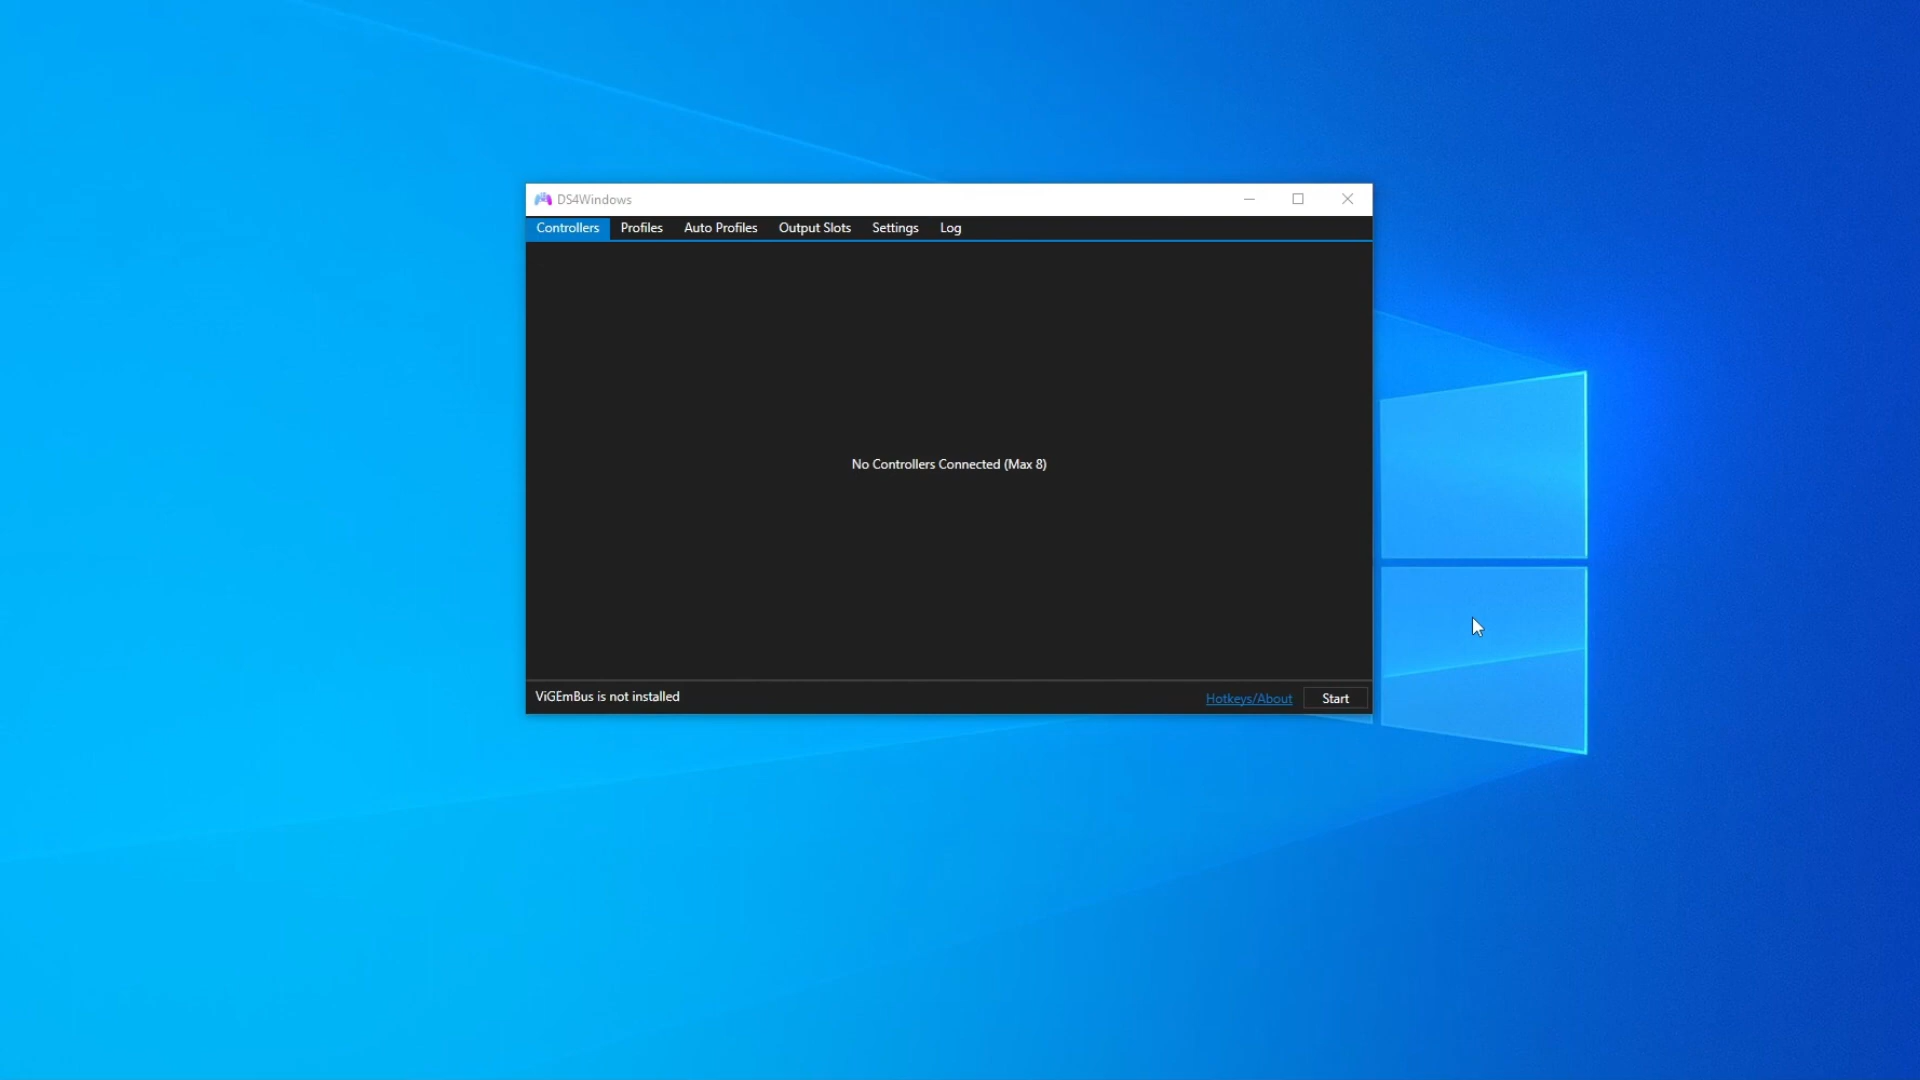 DS4Windows
Controllers Profiles Auto Profiles Output Slots Settings Log
No Controllers Connected (Max 8)
ViGEmBus is not installed Hotkeys/About Start